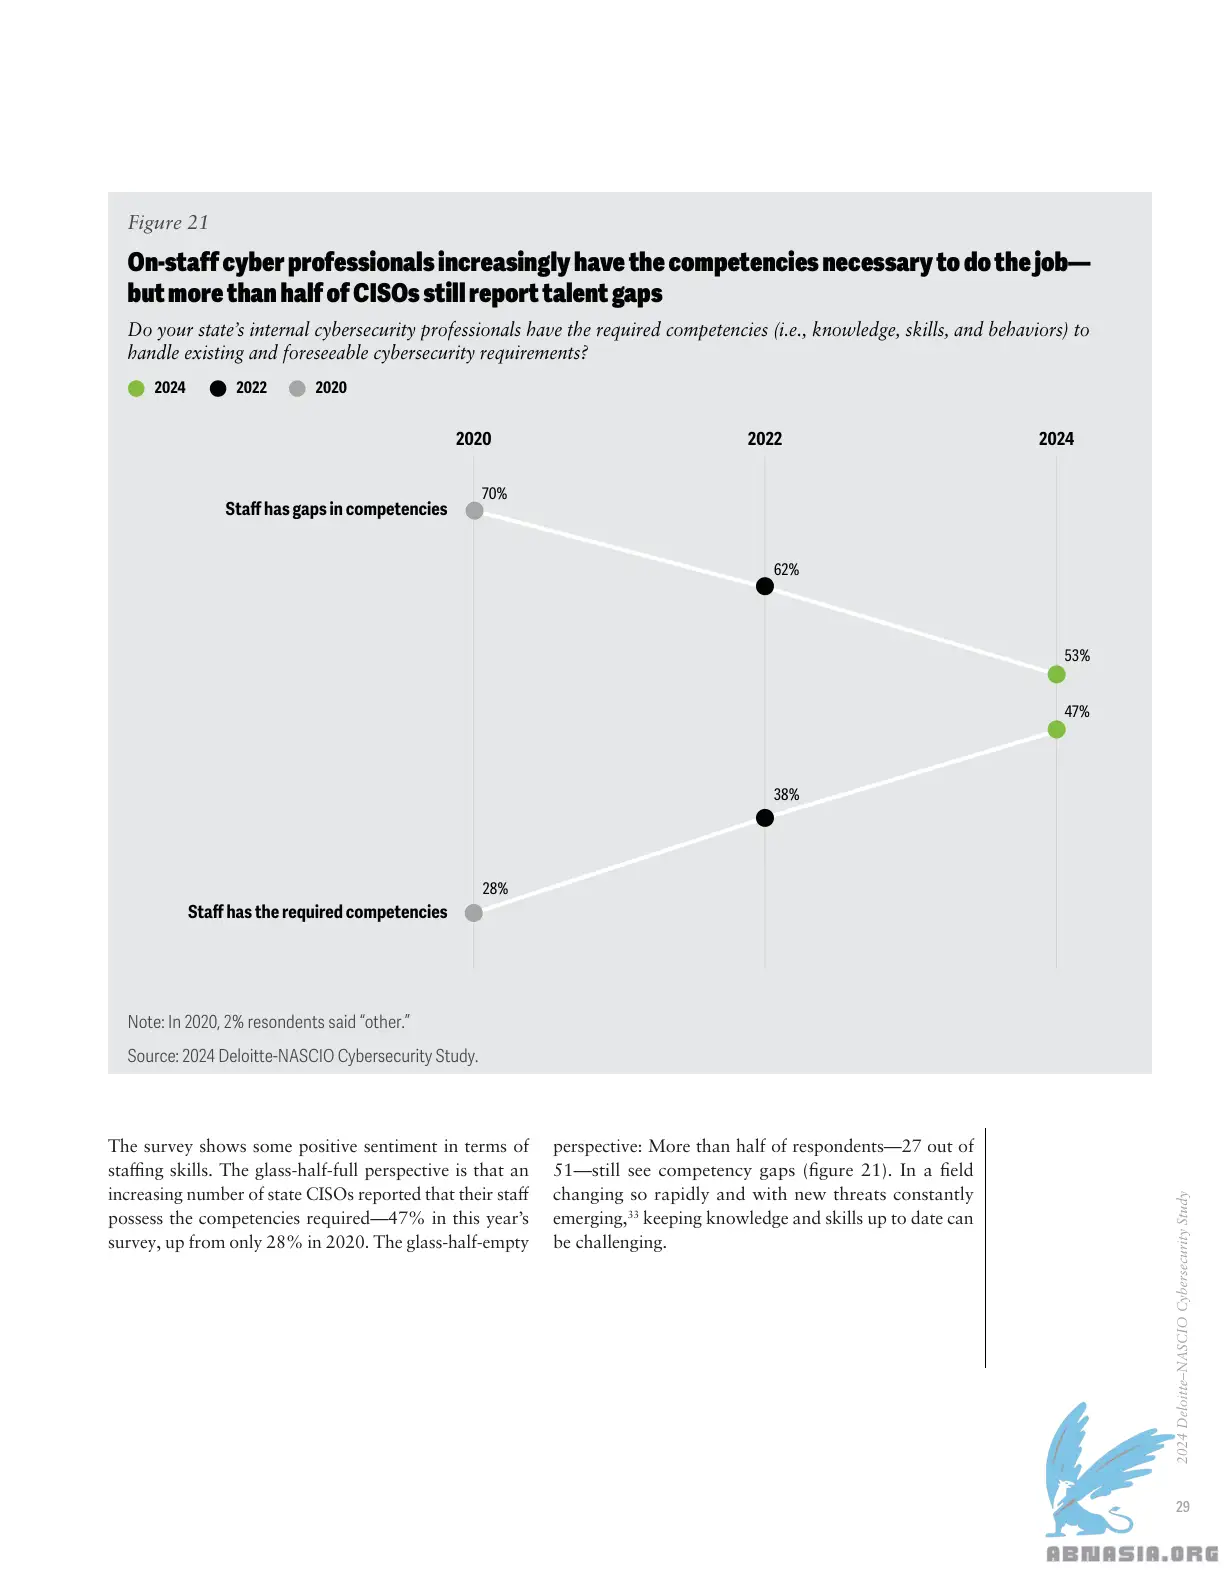 Figure 21
On-staff cyber professionals increasingly have the competencies necessary to do the job—
but more than half of CISOs still report talent gaps
Do your state's internal cybersecurity professionals have the required competencies (i.e., knowledge, skills, and behaviors) to
handle existing and foreseeable cybersecurity requirements?
2024 2022 2020
2020 2022 2024
70%
Staff has gaps in competencies
62%
53%
47%
38%
28%
Staff has the required competencies
Note: In 2020, 2% resondents said “other.”
Source: 2024 Deloitte-NASCIO Cybersecurity Study.
The survey shows some positive sentiment in terms of
staffing skills. The glass-half-full perspective is that an
increasing number of state CISOs reported that their staff
possess the competencies required—47% in this year's
survey, up from only 28% in 2020. The glass-half-empty
perspective: More than half of respondents—27 out of
51—still see competency gaps (figure 21). In a field
changing so rapidly and with new threats constantly
emerging,33 keeping knowledge and skills up to date can
be challenging.
2024 Deloitte–NASCIO Cybersecurity Study
29
ABNASIA.ORG